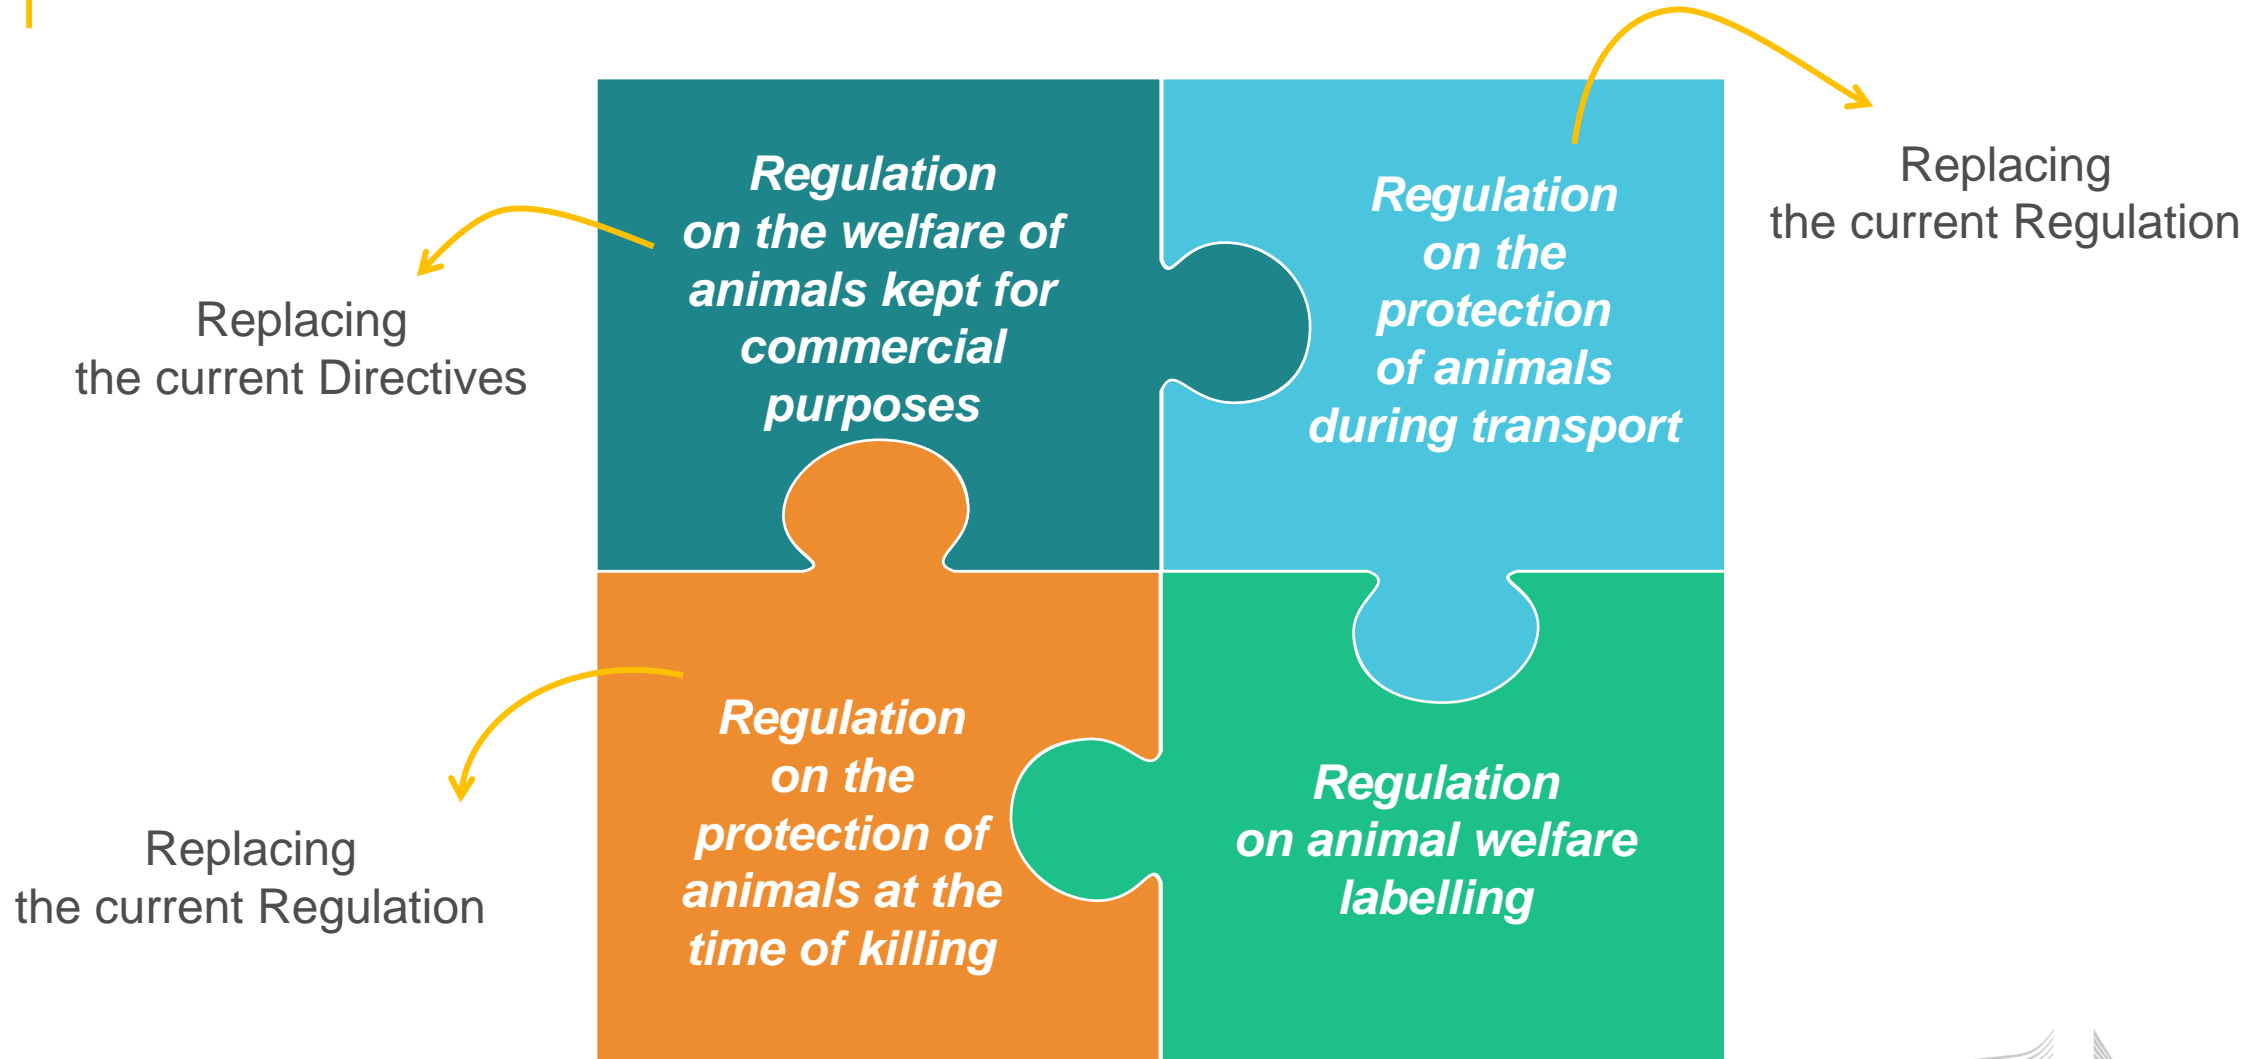 Regulation
on the welfare of
animals kept for
commercial
purposes
Replacing
the current Directives
Regulation
on the
protection
of animals
during transport
Replacing
the current Regulation
Regulation
on the
protection of
animals at the
time of killing
Replacing
the current Regulation
Regulation
on animal welfare
labelling